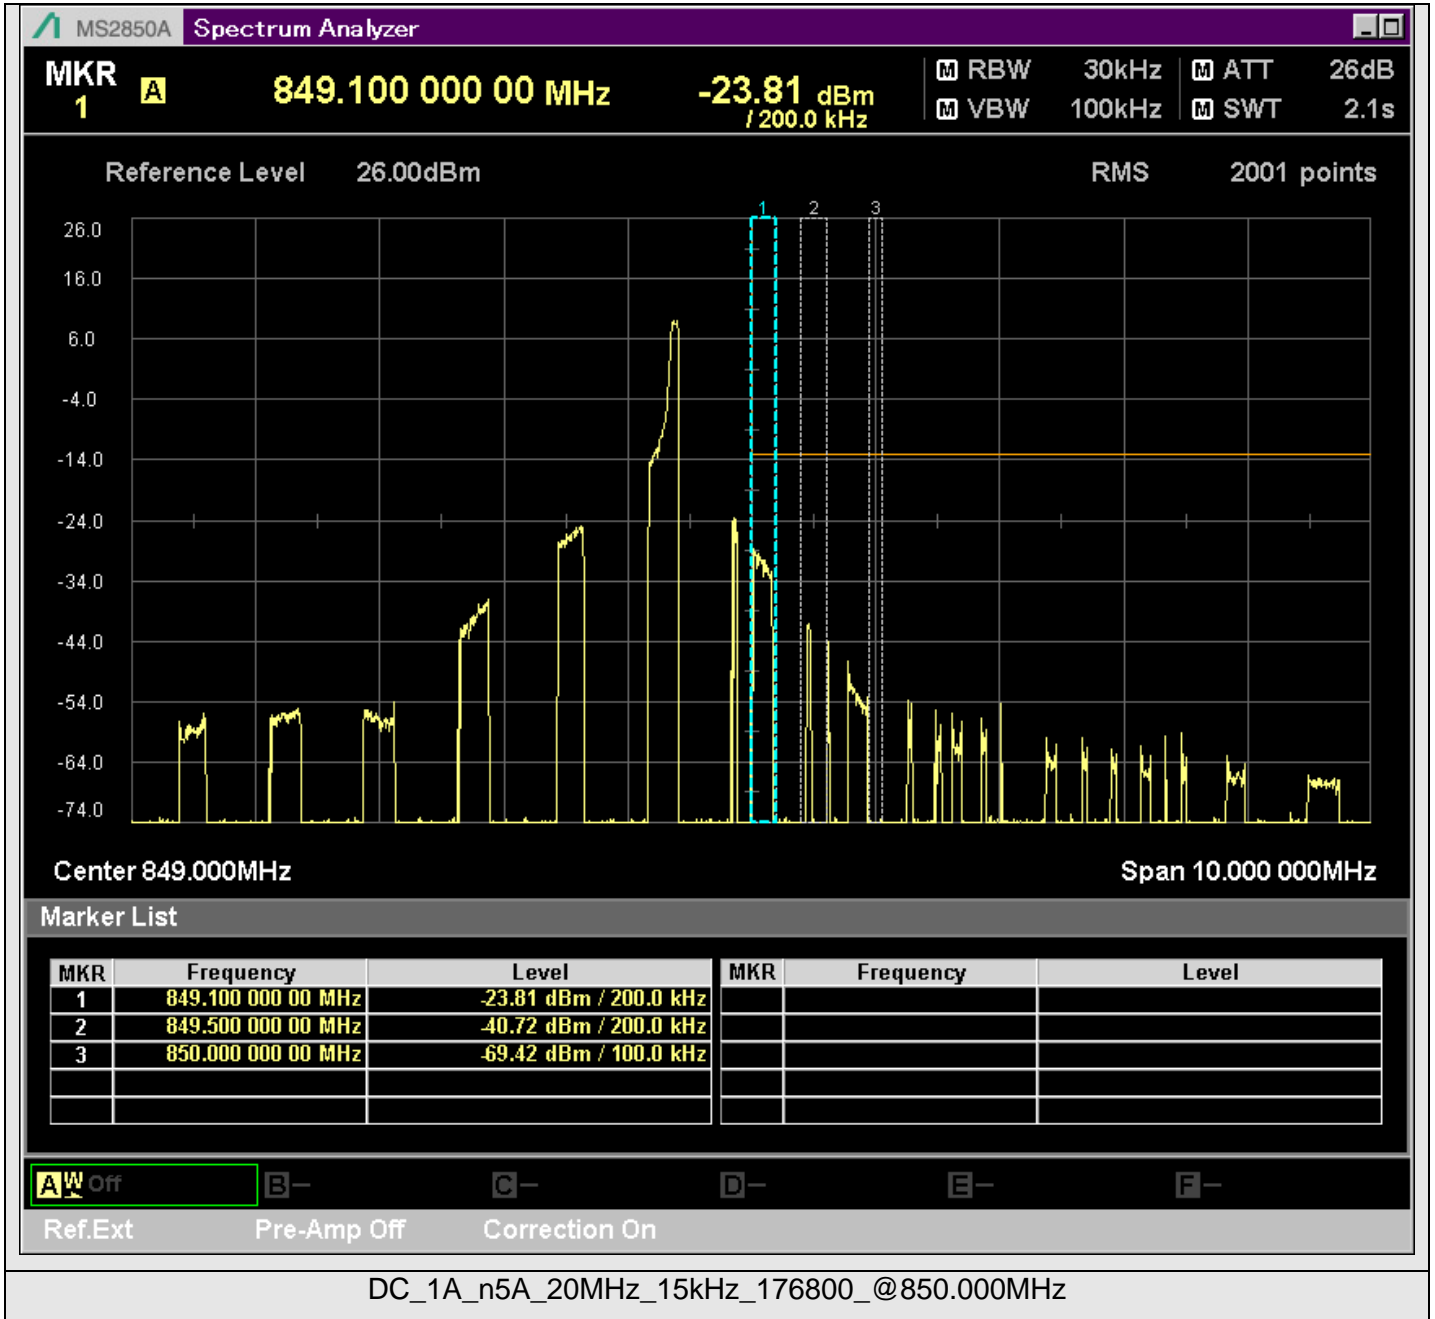 MS2850A Spectrum Analyzer
MKR 1 A 849.100 000 00 MHz -23.81 dBm / 200.0 kHz
M RBW 30kHz M ATT 26dB
M VBW 100kHz M SWT 2.1s
Reference Level 26.00dBm RMS 2001 points
1 2 3
26.0
16.0
6.0
-4.0
-14.0
-24.0
-34.0
-44.0
-54.0
-64.0
-74.0
Center 849.000MHz Span 10.000 000MHz
Marker List
MKR Frequency Level MKR Frequency Level
1 849.100 000 00 MHz -23.81 dBm / 200.0 kHz
2 849.500 000 00 MHz -40.72 dBm / 200.0 kHz
3 850.000 000 00 MHz -69.42 dBm / 100.0 kHz
A W Off B － C － D － E － F －
Ref.Ext Pre-Amp Off Correction On
DC_1A_n5A_20MHz_15kHz_176800_@850.000MHz